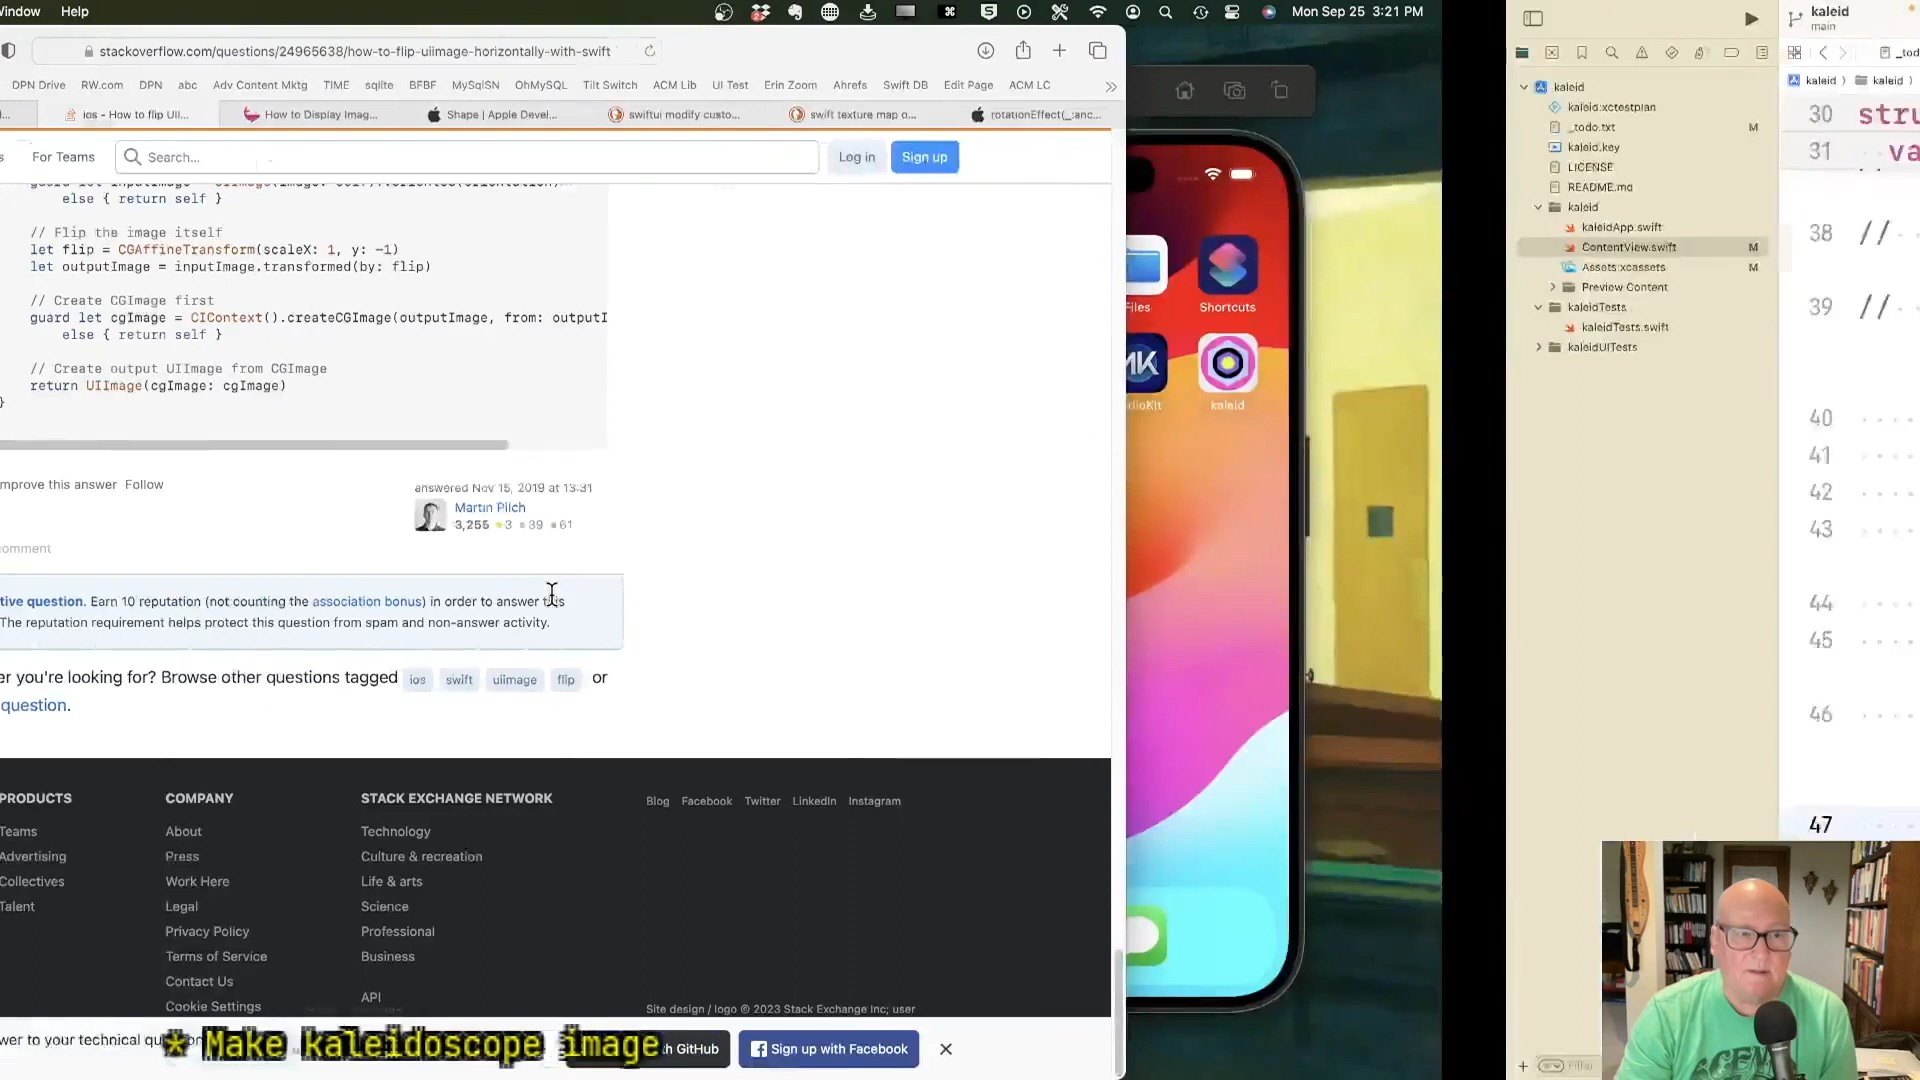 Window Help
Mon Sep 25 3:21 PM
stackoverflow.com/questions/24965638/how-to-flip-uiimage-horizontally-with-swift
DPN Drive RW.com DPN abc Adv Content Mktg TIME sqlite BFBF MySqlSN OhMySQL Tilt Switch ACM Lib UI Test Erin Zoom Ahrefs Swift DB Edit Page ACM LC
ios - How to flip UII... How to Display Imag... Shape | Apple Devel... swiftui modify custo... swift texture map o... rotationEffect(_:anc...
For Teams Search... Log in Sign up
else { return self }
// Flip the image itself
let flip = CGAffineTransform(scaleX: 1, y: -1)
let outputImage = inputImage.transformed(by: flip)
// Create CGImage first
guard let cgImage = CIContext().createCGImage(outputImage, from: outputI
else { return self }
// Create output UIImage from CGImage
return UIImage(cgImage: cgImage)
}
mprove this answer Follow
answered Nov 15, 2019 at 13:31
Martin Pilch
3,255 3 39 61
comment
tive question. Earn 10 reputation (not counting the association bonus) in order to answer this
The reputation requirement helps protect this question from spam and non-answer activity.
er you're looking for? Browse other questions tagged ios swift uiimage flip or
question.
PRODUCTS
Teams
Advertising
Collectives
Talent
COMPANY
About
Press
Work Here
Legal
Privacy Policy
Terms of Service
Contact Us
Cookie Settings
STACK EXCHANGE NETWORK
Technology
Culture & recreation
Life & arts
Science
Professional
Business
API
Blog Facebook Twitter LinkedIn Instagram
Site design / logo © 2023 Stack Exchange Inc; user
wer to your technical
* Make kaleidoscope image
th GitHub
Sign up with Facebook
Files Shortcuts
dioKit kaleid
kaleid
main
kaleid
kaleid.xctestplan
_todo.txt M
kaleid.key
LICENSE
README.md
kaleid
kaleidApp.swift
ContentView.swift M
Assets.xcassets M
Preview Content
kaleidTests
kaleidTests.swift
kaleidUITests
Filter
_tod
kaleid kaleid
30 stru
31 va
38 //
39 //
40
41
42
43
44
45
46
47